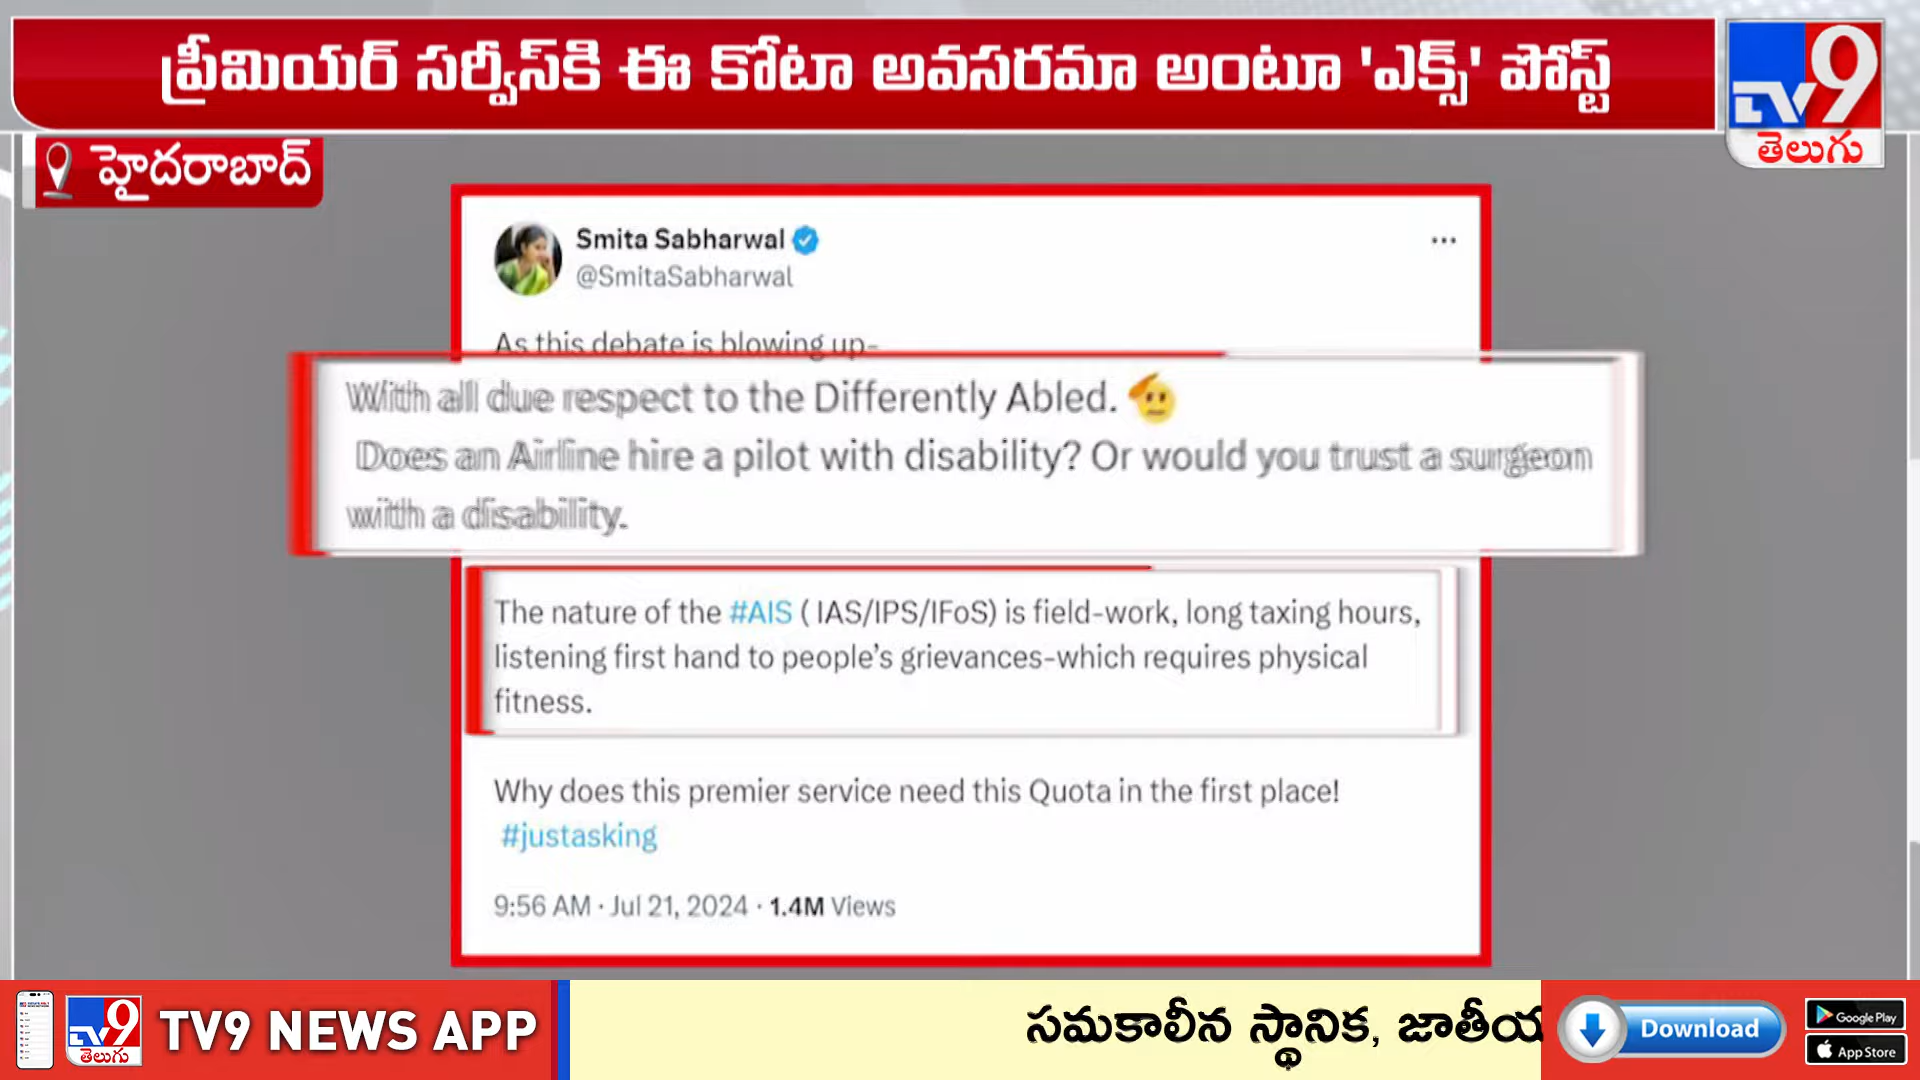 ప్రీమియర్ సర్వీస్‌కి ఈ కోటా అవసరమా అంటూ 'ఎక్స్' పోస్ట్
TV9
తెలుగు
హైదరాబాద్
Smita Sabharwal
@SmitaSabharwal
As this debate is blowing up-
With all due respect to the Differently Abled.
Does an Airline hire a pilot with disability? Or would you trust a surgeon
with a disability.
The nature of the #AIS ( IAS/IPS/IFoS) is field-work, long taxing hours,
listening first hand to people's grievances-which requires physical
fitness.
Why does this premier service need this Quota in the first place!
#justasking
9:56 AM · Jul 21, 2024 · 1.4M Views
TV9
తెలుగు
TV9 NEWS APP
సమకాలీన స్థానిక, జాతీయ
Download
Google Play
App Store